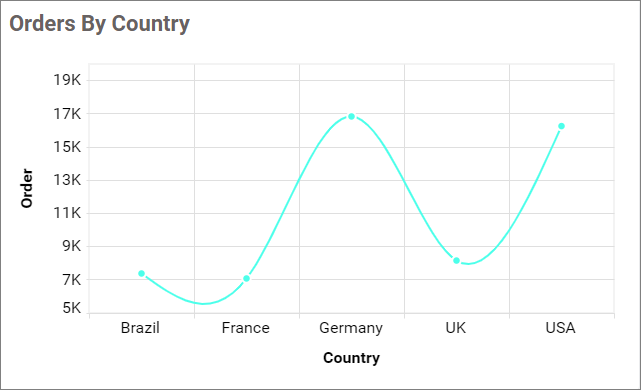 Orders By Country
19K
17K
15K
13K
11K
9K
7K
5K
Order
Brazil France Germany UK USA
Country